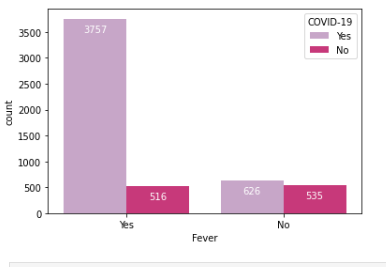 COVID-19
Yes
No
3500
3000
2500
2000
1500
1000
500
0
count
3757
516
626
535
Yes
No
Fever